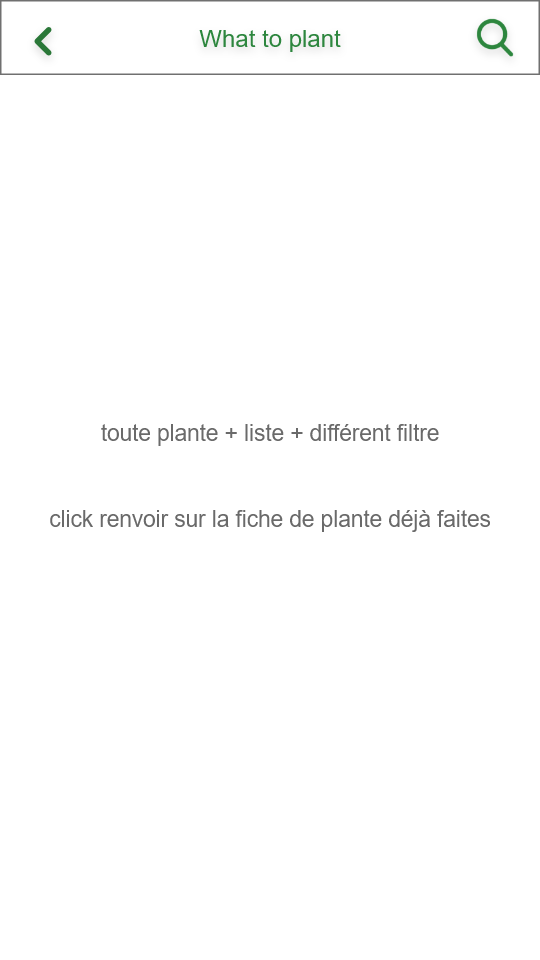 What to plant
toute plante + liste + différent filtre
click renvoir sur la fiche de plante déjà faites